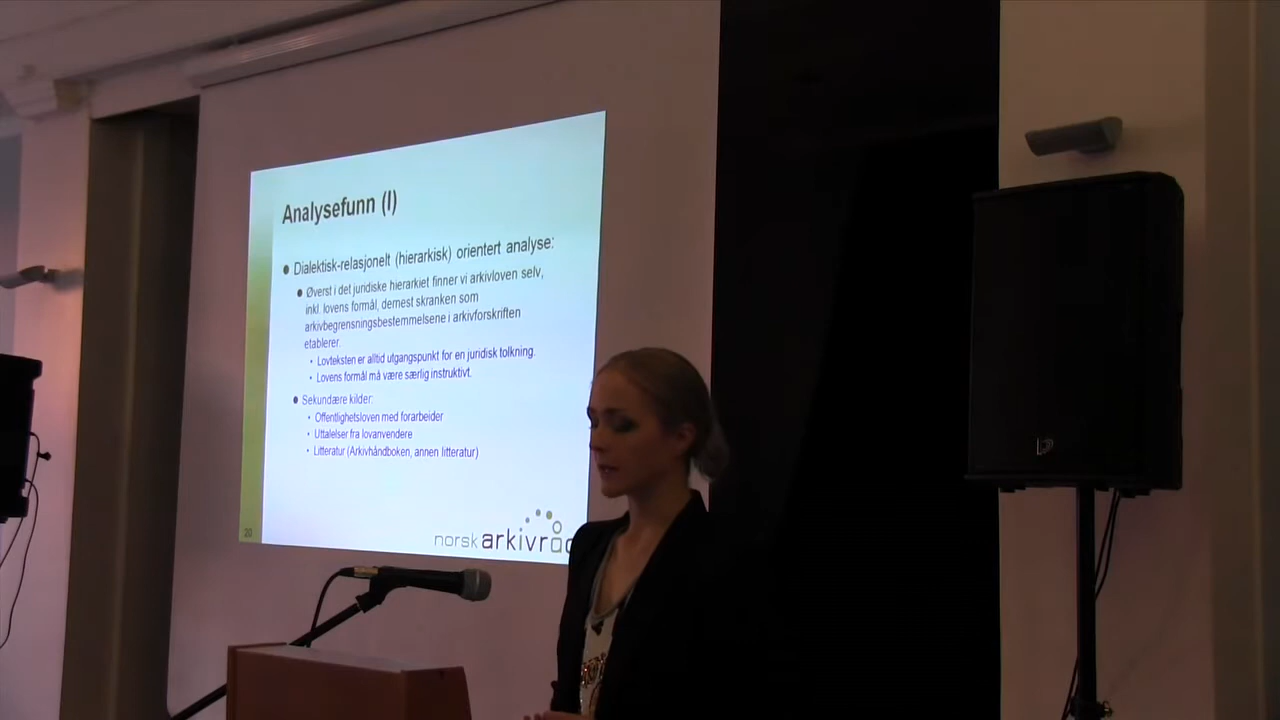 Analysefunn (I)
● Dialektisk-relasjonelt (hierarkisk) orientert analyse:
● Øverst i det juridiske hierarkiet finner vi arkivloven selv,
inkl. lovens formål, dernest skranken som
arkivbegrensningsbestemmelsene i arkivforskriften
etablerer.
• Lovteksten er alltid utgangspunkt for en juridisk tolkning.
• Lovens formål må være særlig instruktivt.
● Sekundære kilder:
• Offentlighetsloven med forarbeider
• Uttalelser fra lovanvendere
• Litteratur (Arkivhåndboken, annen litteratur)
20
norsk arkivråd